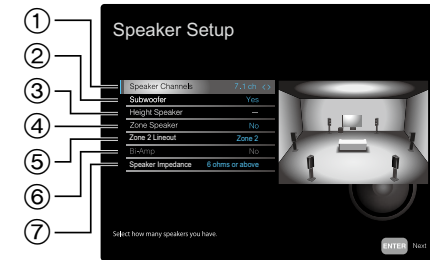 Speaker Setup
① Speaker Channels 7.1 ch <>
② Subwoofer Yes
③ Height Speaker —
④ Zone Speaker No
⑤ Zone 2 Lineout Zone 2
⑥ Bi-Amp No
⑦ Speaker Impedance 6 ohms or above
Select how many speakers you have.
ENTER Next